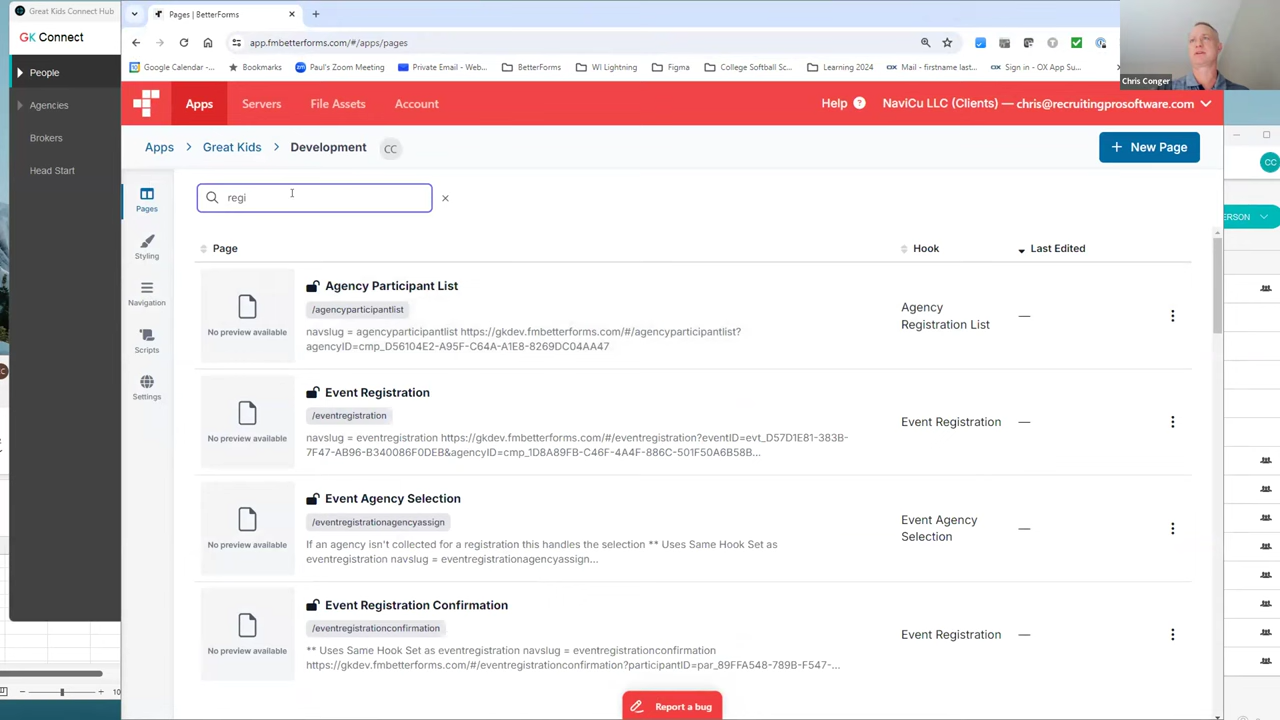 Great Kids Connect Hub
GK Connect
People
Agencies
Brokers
Head Start
Pages | BetterForms
app.fmbetterforms.com/#/apps/pages
Google Calendar -...
Bookmarks
Paul's Zoom Meeting
Private Email - Web...
BetterForms
WI Lightning
Figma
College Softball Sc...
Learning 2024
Mail - firstname last...
Sign in - OX App Su...
Chris Conger
Apps
Servers
File Assets
Account
Help
NaviCu LLC (Clients) — chris@recruitingprosoftware.com
Apps > Great Kids > Development
CC
+ New Page
CC
ERSON
Pages
Styling
Navigation
Scripts
Settings
regi
Page
Hook
Last Edited
No preview available
Agency Participant List
/agencyparticipantlist
navslug = agencyparticipantlist https://gkdev.fmbetterforms.com/#/agencyparticipantlist?
agencyID=cmp_D56104E2-A95F-C64A-A1E8-8269DC04AA47
Agency
Registration List
—
No preview available
Event Registration
/eventregistration
navslug = eventregistration https://gkdev.fmbetterforms.com/#/eventregistration?eventID=evt_D57D1E81-383B-
7F47-AB96-B340086F0DEB&agencyID=cmp_1D8A89FB-C46F-4A4F-886C-501F50A6B58B...
Event Registration
—
No preview available
Event Agency Selection
/eventregistrationagencyassign
If an agency isn't collected for a registration this handles the selection ** Uses Same Hook Set as
eventregistration navslug = eventregistrationagencyassign...
Event Agency
Selection
—
No preview available
Event Registration Confirmation
/eventregistrationconfirmation
** Uses Same Hook Set as eventregistration navslug = eventregistrationconfirmation
https://gkdev.fmbetterforms.com/#/eventregistrationconfirmation?participantID=par_89FFA548-789B-F547-...
Event Registration
—
Report a bug
10